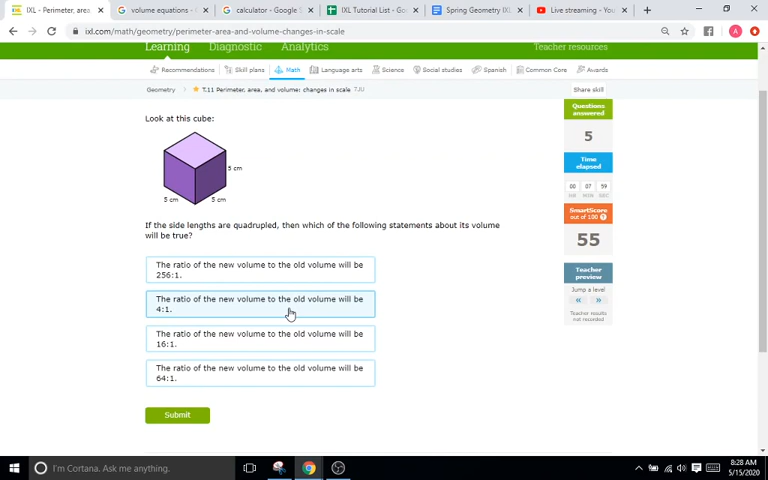 IXL - Perimeter, area
volume equations - G
calculator - Google S
IXL Tutorial List - Go
Spring Geometry IXL
Live streaming - You
ixl.com/math/geometry/perimeter-area-and-volume-changes-in-scale
A
Learning Diagnostic Analytics Teacher resources
Recommendations Skill plans Math Language arts Science Social studies Spanish Common Core Awards
Geometry > T.11 Perimeter, area, and volume: changes in scale 7JU Share skill
Look at this cube:
5 cm
5 cm 5 cm
If the side lengths are quadrupled, then which of the following statements about its volume
will be true?
The ratio of the new volume to the old volume will be
256:1.
The ratio of the new volume to the old volume will be
4:1.
The ratio of the new volume to the old volume will be
16:1.
The ratio of the new volume to the old volume will be
64:1.
Submit
Questions
answered
5
Time
elapsed
00 07 59
HR MIN SEC
SmartScore
out of 100 ?
55
Teacher
preview
Jump a level
Teacher results
not recorded
I'm Cortana. Ask me anything.
8:28 AM
5/15/2020